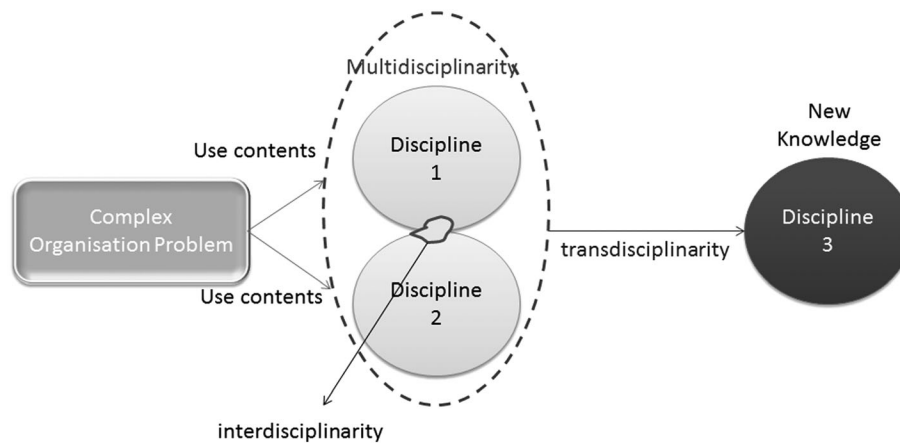 Multidisciplinarity
Use contents
Discipline
1
Complex
Organisation Problem
Use contents
Discipline
2
interdisciplinarity
transdisciplinarity
New
Knowledge
Discipline
3